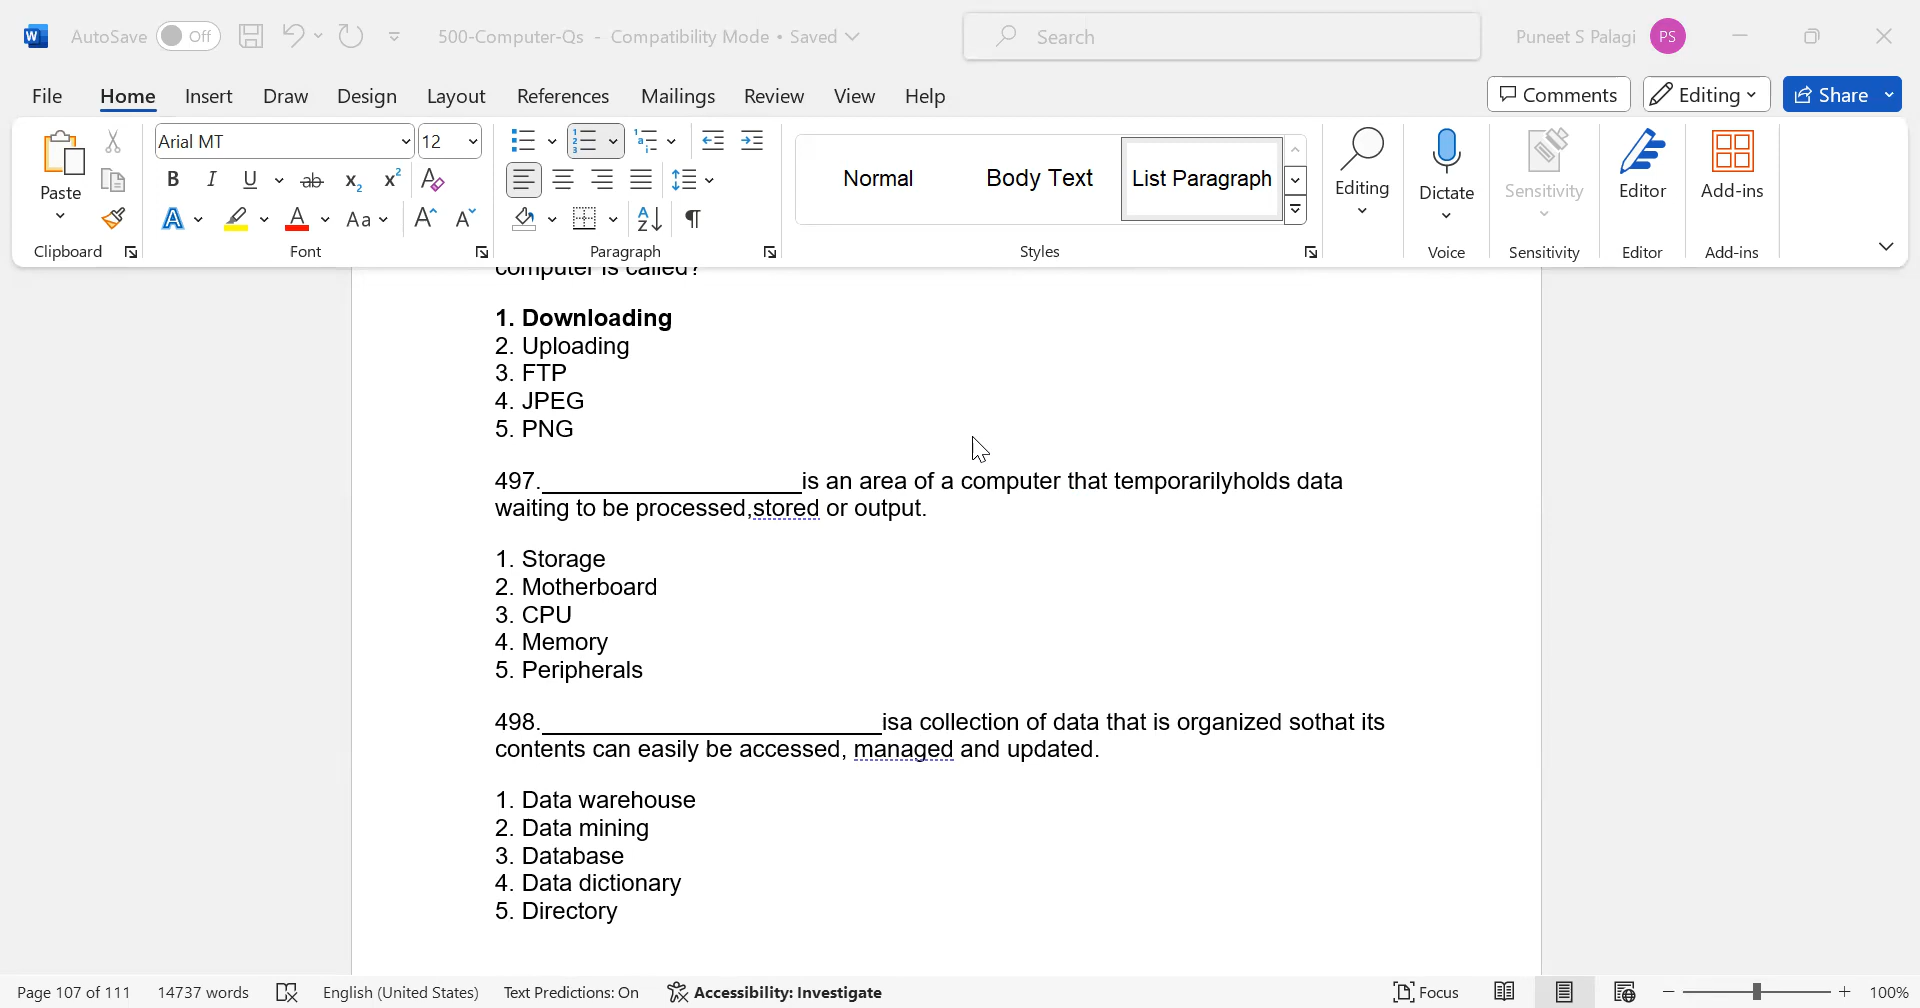 AutoSave Off 500-Computer-Qs - Compatibility Mode • Saved Search Puneet S Palagi PS
File Home Insert Draw Design Layout References Mailings Review View Help Comments Editing Share
Arial MT 12 Normal Body Text List Paragraph
Paste Editing Dictate Sensitivity Editor Add-ins
Clipboard Font Paragraph Styles Voice Sensitivity Editor Add-ins
computer is called?
1. Downloading
2. Uploading
3. FTP
4. JPEG
5. PNG
497.___________________is an area of a computer that temporarilyholds data
waiting to be processed,stored or output.
1. Storage
2. Motherboard
3. CPU
4. Memory
5. Peripherals
498._________________________isa collection of data that is organized sothat its
contents can easily be accessed, managed and updated.
1. Data warehouse
2. Data mining
3. Database
4. Data dictionary
5. Directory
Page 107 of 111 14737 words English (United States) Text Predictions: On Accessibility: Investigate Focus 100%